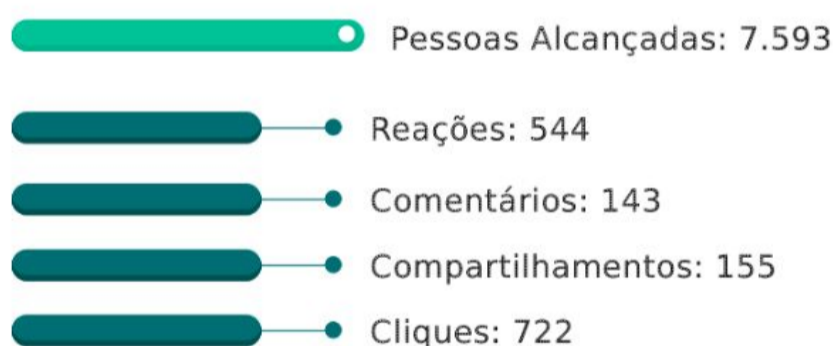 Pessoas Alcançadas: 7.593
Reações: 544
Comentários: 143
Compartilhamentos: 155
Cliques: 722